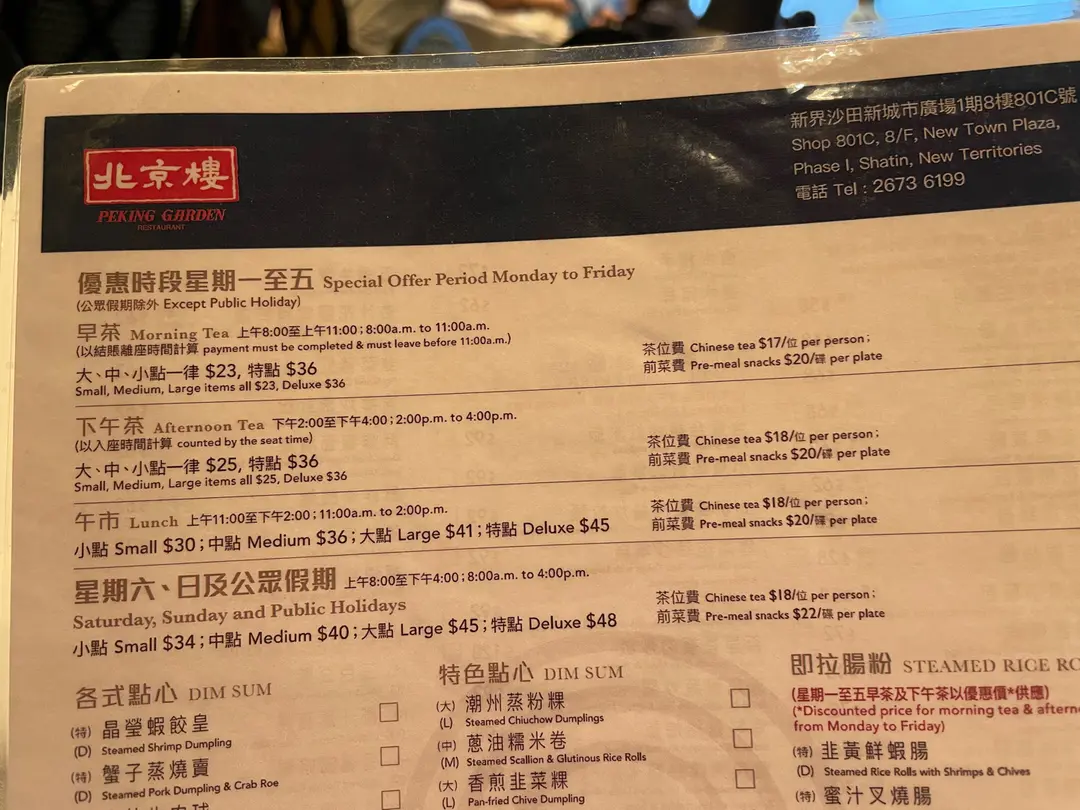 新界沙田新城市廣場1期8樓801C號
Shop 801C, 8/F, New Town Plaza,
Phase I, Shatin, New Territories
電話 Tel : 2673 6199
北京樓
PEKING GARDEN
RESTAURANT
優惠時段星期一至五 Special Offer Period Monday to Friday
(公眾假期除外 Except Public Holiday)
早茶 Morning Tea 上午8:00至上午11:00 ; 8:00a.m. to 11:00a.m.
(以結賬離座時間計算 payment must be completed & must leave before 11:00a.m.)
大、中、小點一律 $23, 特點 $36
Small, Medium, Large items all $23, Deluxe $36
茶位費 Chinese tea $17/位 per person ;
前菜費 Pre-meal snacks $20/碟 per plate
下午茶 Afternoon Tea 下午2:00至下午4:00 ; 2:00p.m. to 4:00p.m.
(以入座時間計算 counted by the seat time)
大、中、小點一律 $25, 特點 $36
Small, Medium, Large items all $25, Deluxe $36
茶位費 Chinese tea $18/位 per person ;
前菜費 Pre-meal snacks $20/碟 per plate
午市 Lunch 上午11:00至下午2:00 ; 11:00a.m. to 2:00p.m.
小點 Small $30 ; 中點 Medium $36 ; 大點 Large $41 ; 特點 Deluxe $45
茶位費 Chinese tea $18/位 per person ;
前菜費 Pre-meal snacks $20/碟 per plate
星期六、日及公眾假期 上午8:00至下午4:00 ; 8:00a.m. to 4:00p.m.
Saturday, Sunday and Public Holidays
小點 Small $34 ; 中點 Medium $40 ; 大點 Large $45 ; 特點 Deluxe $48
茶位費 Chinese tea $18/位 per person ;
前菜費 Pre-meal snacks $22/碟 per plate
各式點心 DIM SUM
(特) 晶瑩蝦餃皇
(D) Steamed Shrimp Dumpling
(特) 蟹子蒸燒賣
(D) Steamed Pork Dumpling & Crab Roe
特色點心 DIM SUM
(大) 潮州蒸粉粿
(L) Steamed Chiuchow Dumplings
(中) 蔥油糯米卷
(M) Steamed Scallion & Glutinous Rice Rolls
(大) 香煎韭菜粿
(L) Pan-fried Chive Dumpling
即拉腸粉 STEAMED RICE
(星期一至五早茶及下午茶以優惠價*供應)
(*Discounted price for morning tea &
from Monday to Friday)
(特) 韭黃鮮蝦腸
(D) Steamed Rice Rolls with Shrimps & Chives
(特) 蜜汁叉燒腸